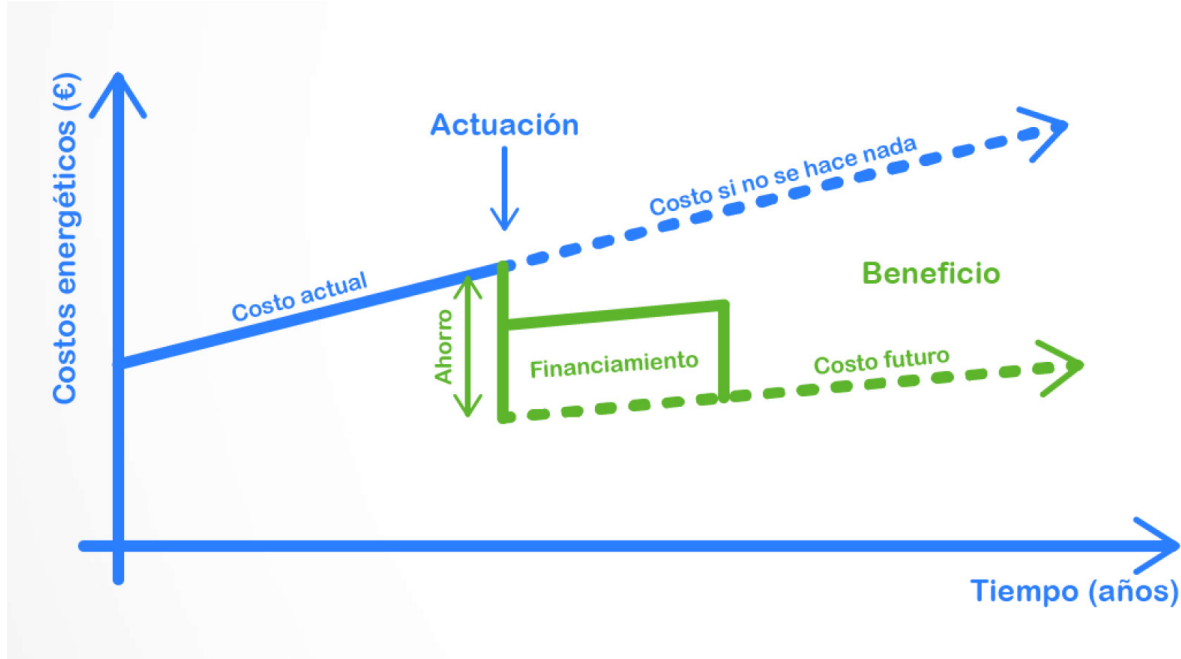 Costos energéticos (€)
Actuación
Costo si no se hace nada
Costo actual
Beneficio
Ahorro
Financiamiento
Costo futuro
Tiempo (años)